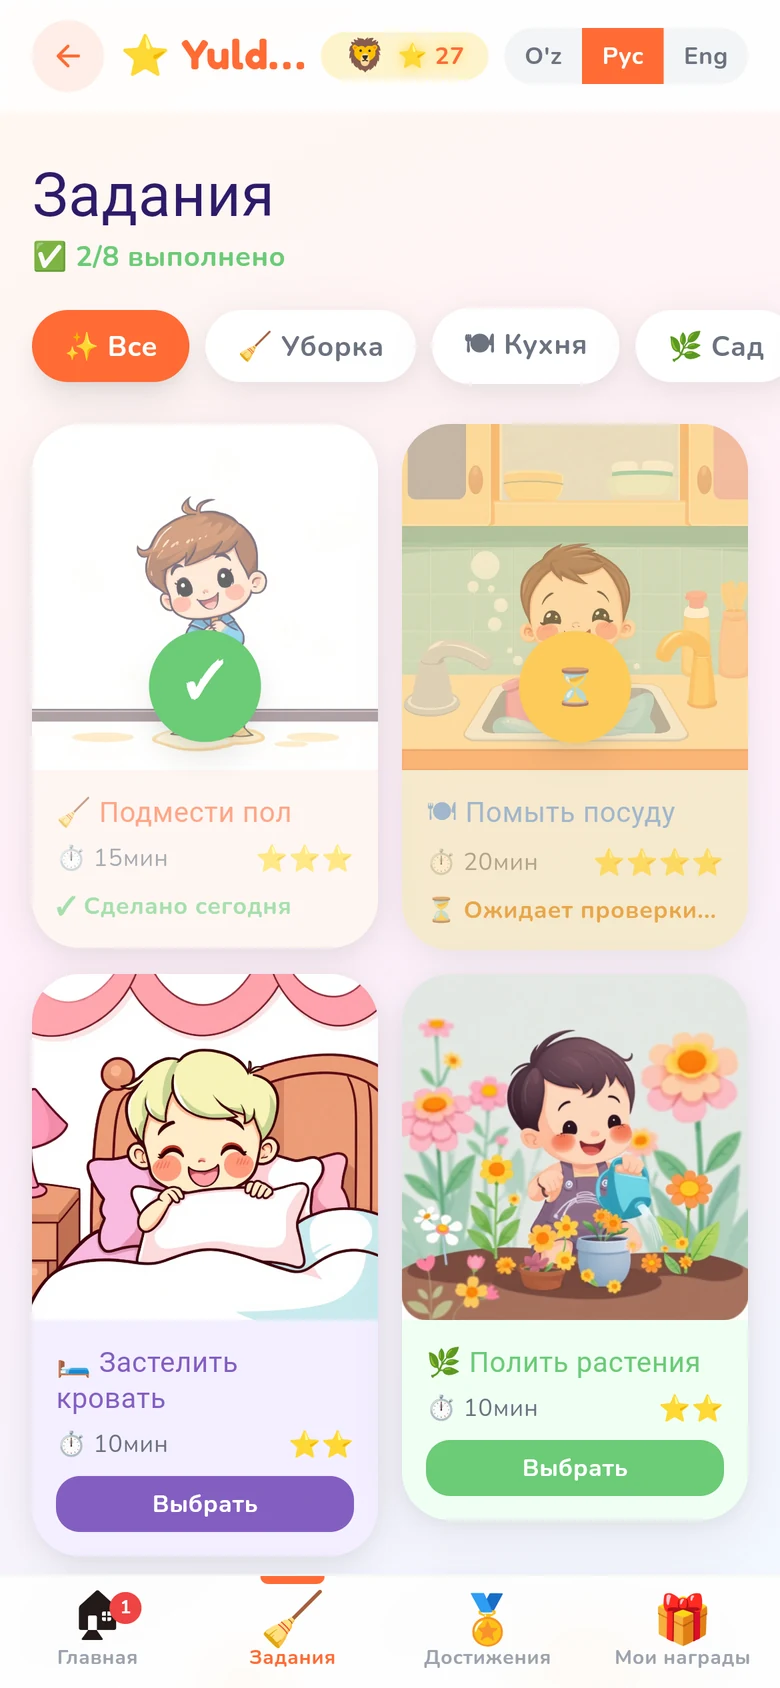 Yuld...
27
O'z
Рус
Eng
Задания
2/8 выполнено
Все
Уборка
Кухня
Сад
Подмести пол
15мин
Сделано сегодня
Помыть посуду
20мин
Ожидает проверки...
Застелить
кровать
10мин
Выбрать
Полить растения
10мин
Выбрать
1
Главная
Задания
Достижения
Мои награды